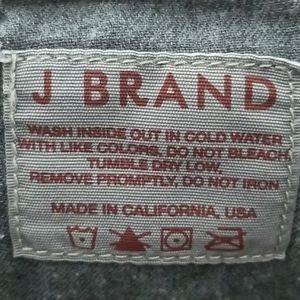 J BRAND
WASH INSIDE OUT IN COLD WATER
WITH LIKE COLORS, DO NOT BLEACH
TUMBLE DRY LOW,
REMOVE PROMPTLY, DO NOT IRON
MADE IN CALIFORNIA, USA